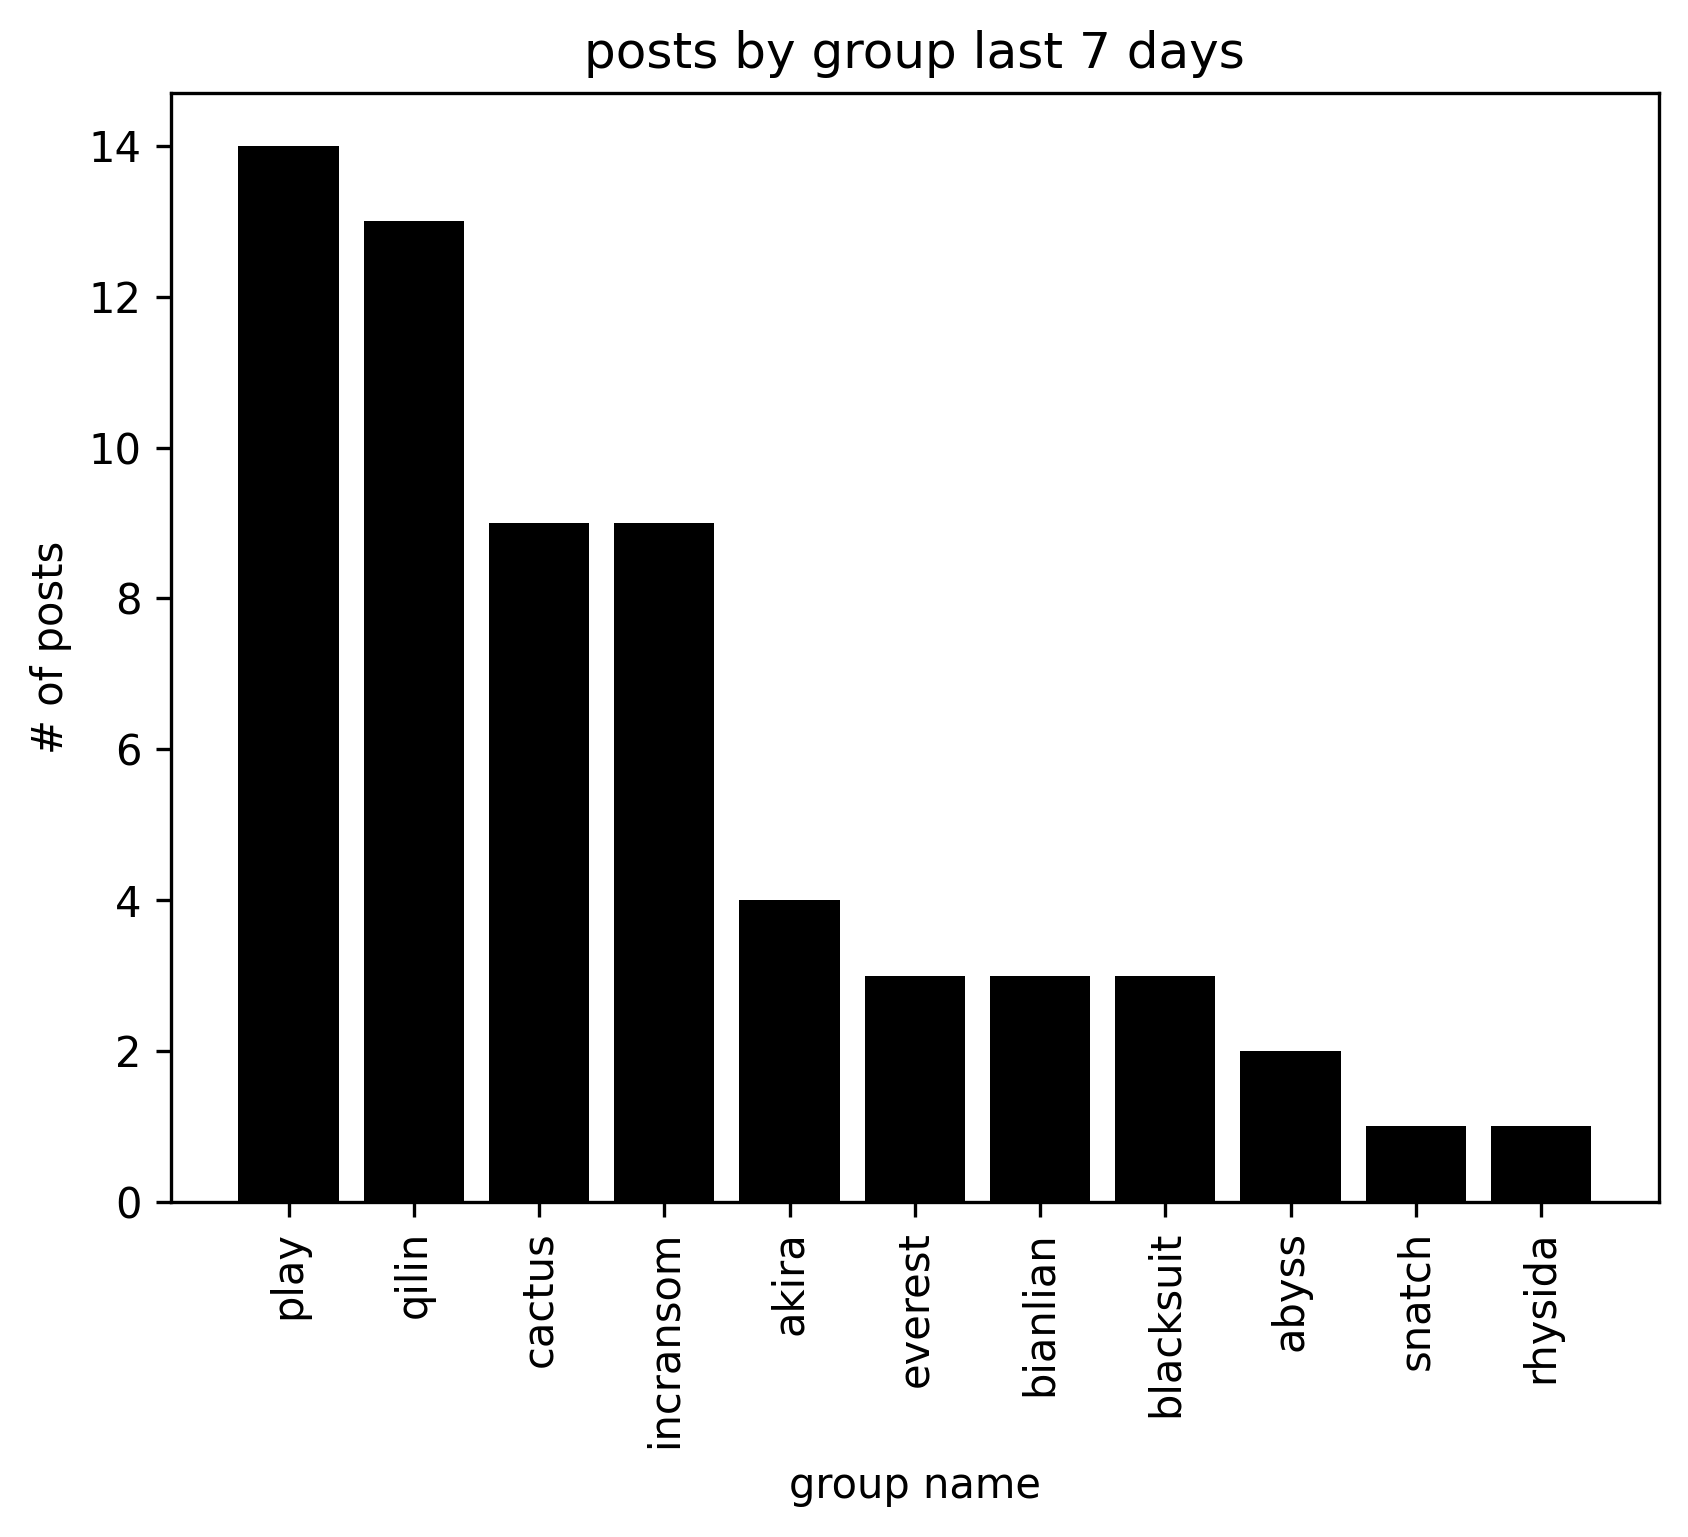 posts by group last 7 days
14
12
10
8
6
4
2
0
# of posts
play
qilin
cactus
incransom
akira
everest
bianlian
blacksuit
abyss
snatch
rhysida
group name